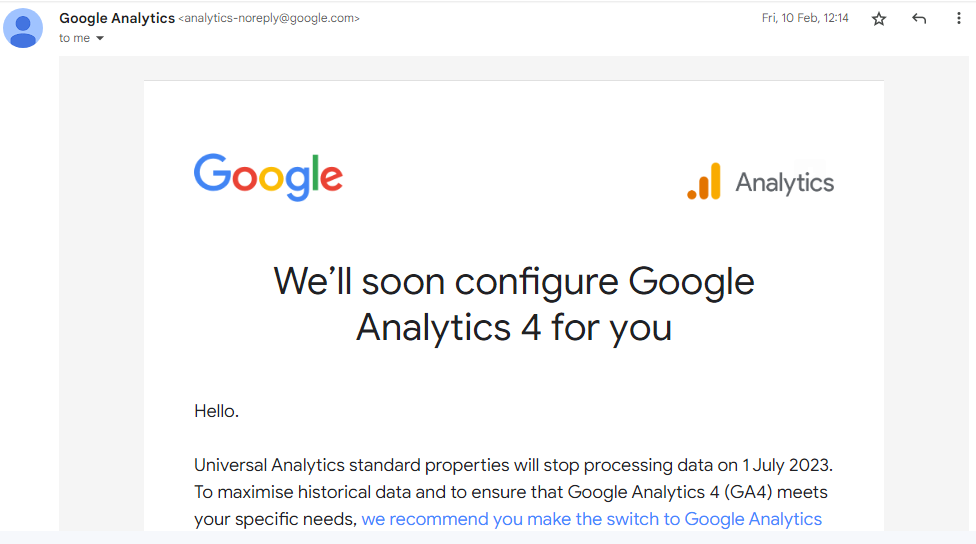 Google Analytics <analytics-noreply@google.com>
Fri, 10 Feb, 12:14
to me
Google
Analytics
We’ll soon configure Google
Analytics 4 for you
Hello.
Universal Analytics standard properties will stop processing data on 1 July 2023.
To maximise historical data and to ensure that Google Analytics 4 (GA4) meets
your specific needs, we recommend you make the switch to Google Analytics